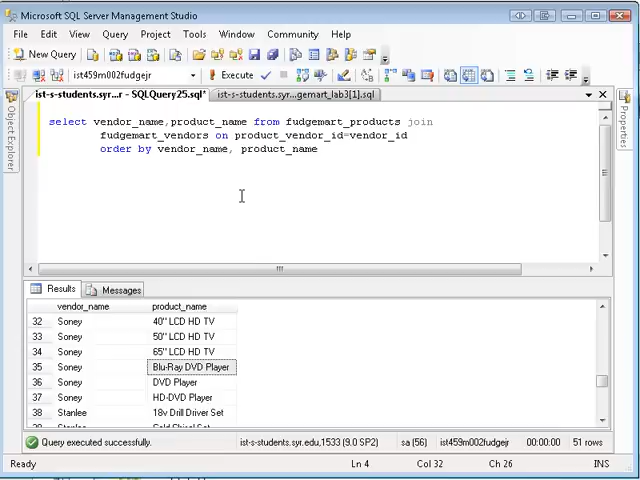 Microsoft SQL Server Management Studio
File Edit View Query Project Tools Window Community Help
New Query
ist459m002fudgejr Execute
ist-s-students.syr...r - SQLQuery25.sql* ist-s-students.syr...gemart_lab3[1].sql
Object Explorer
Properties
select vendor_name,product_name from fudgemart_products join
fudgemart_vendors on product_vendor_id=vendor_id
order by vendor_name, product_name
Results Messages
vendor_name product_name
32 Soney 40" LCD HD TV
33 Soney 50" LCD HD TV
34 Soney 65" LCD HD TV
35 Soney Blu-Ray DVD Player
36 Soney DVD Player
37 Soney HD-DVD Player
38 Stanlee 18v Drill Driver Set
Query executed successfully. ist-s-students.syr.edu,1533 (9.0 SP2) sa (56) ist459m002fudgejr 00:00:00 51 rows
Ready Ln 4 Col 32 Ch 26 INS